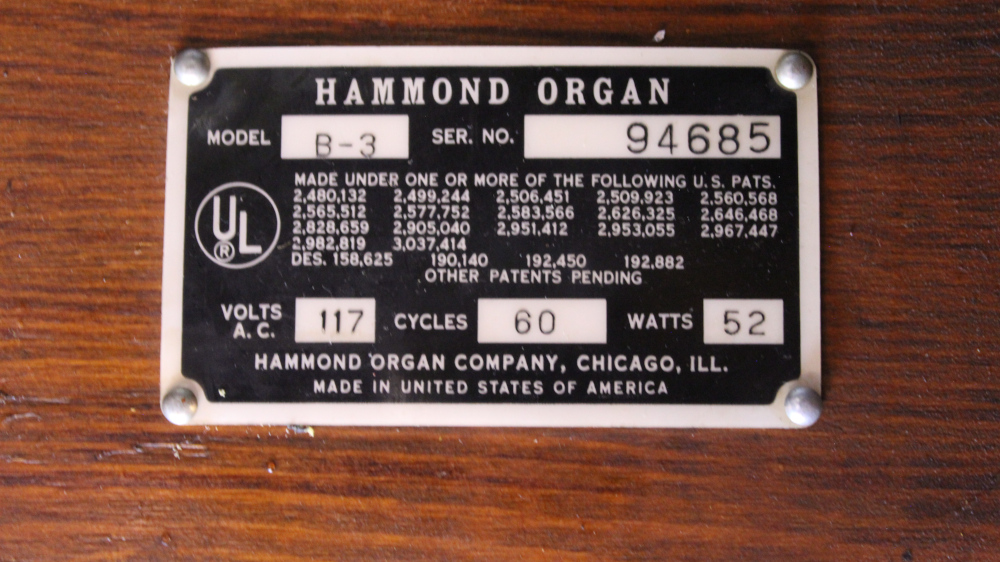 HAMMOND ORGAN
MODEL B-3 SER. NO. 94685
MADE UNDER ONE OR MORE OF THE FOLLOWING U.S. PATS.
2,480,132 2,499,244 2,506,451 2,509,923 2,560,568
2,565,512 2,577,752 2,583,566 2,626,325 2,646,468
2,828,659 2,905,040 2,951,412 2,953,055 2,967,447
2,982,819 3,037,414
DES. 158,625 190,140 192,450 192,882
OTHER PATENTS PENDING
UL
®
VOLTS A.C. 117 CYCLES 60 WATTS 52
HAMMOND ORGAN COMPANY, CHICAGO, ILL.
MADE IN UNITED STATES OF AMERICA